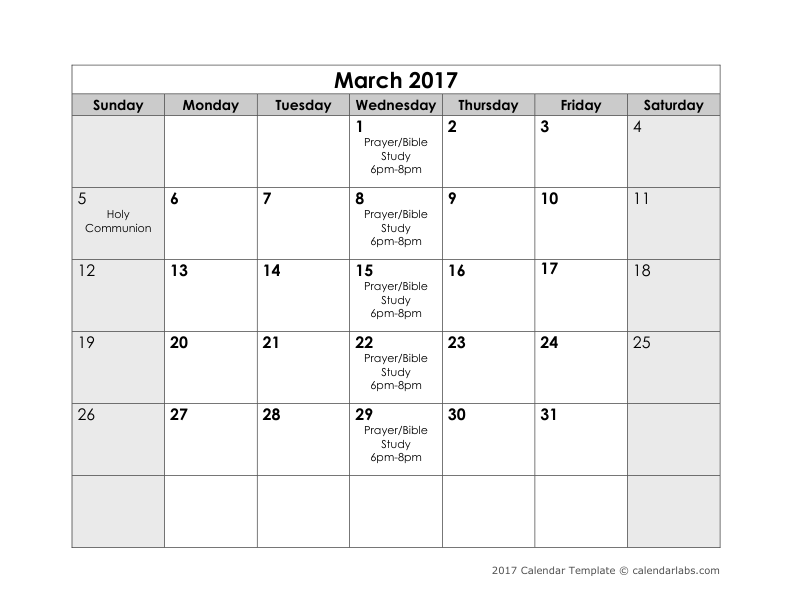 March 2017
Sunday Monday Tuesday Wednesday Thursday Friday Saturday
1 2 3 4
Prayer/Bible
Study
6pm-8pm
5 6 7 8 9 10 11
Holy Prayer/Bible
Communion Study
6pm-8pm
12 13 14 15 16 17 18
Prayer/Bible
Study
6pm-8pm
19 20 21 22 23 24 25
Prayer/Bible
Study
6pm-8pm
26 27 28 29 30 31
Prayer/Bible
Study
6pm-8pm
2017 Calendar Template © calendarlabs.com